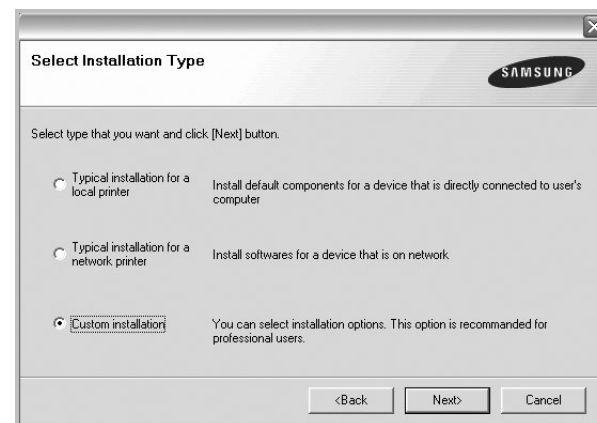 Select Installation Type
SAMSUNG
Select type that you want and click [Next] button.
Typical installation for a
local printer
Install default components for a device that is directly connected to user's
computer
Typical installation for a
network printer
Install softwares for a device that is on network
Custom installation
You can select installation options. This option is recommanded for
professional users.
<Back
Next>
Cancel